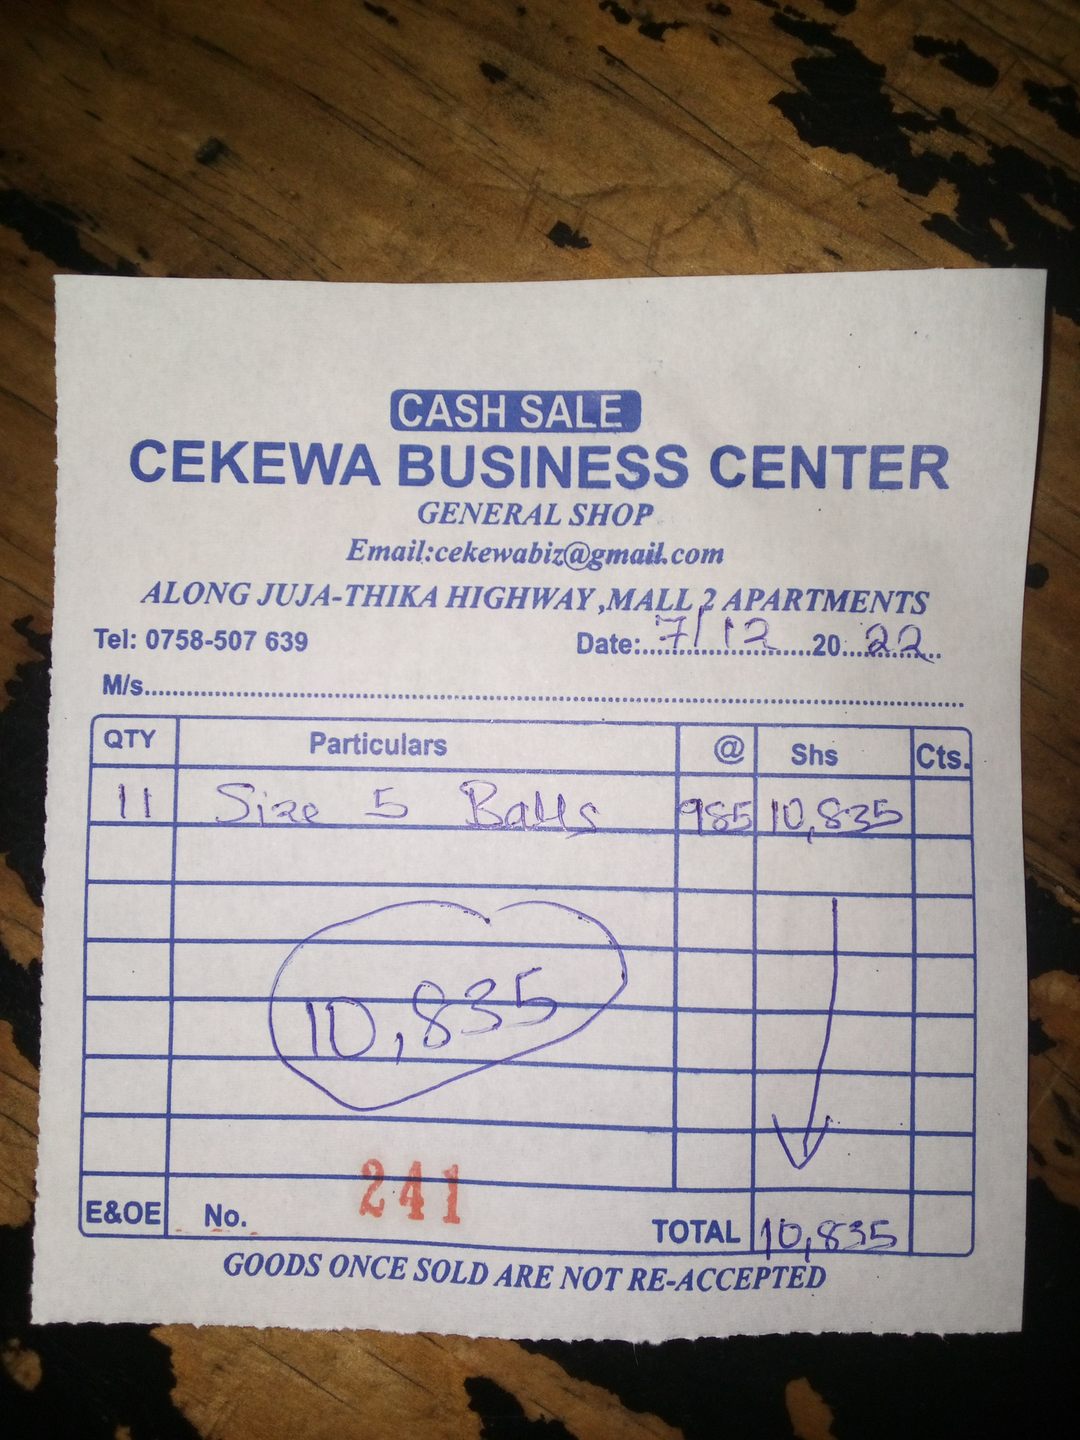 CASH SALE
CEKEWA BUSINESS CENTER
GENERAL SHOP
Email:cekewabiz@gmail.com
ALONG JUJA-THIKA HIGHWAY ,MALL 2 APARTMENTS
Tel: 0758-507 639 Date:....7/12....20...22...
M/s....................
QTY Particulars @ Shs Cts.
11 Size 5 Balls 985 10,835
10,835
E&OE No. 241 TOTAL 10,835
GOODS ONCE SOLD ARE NOT RE-ACCEPTED